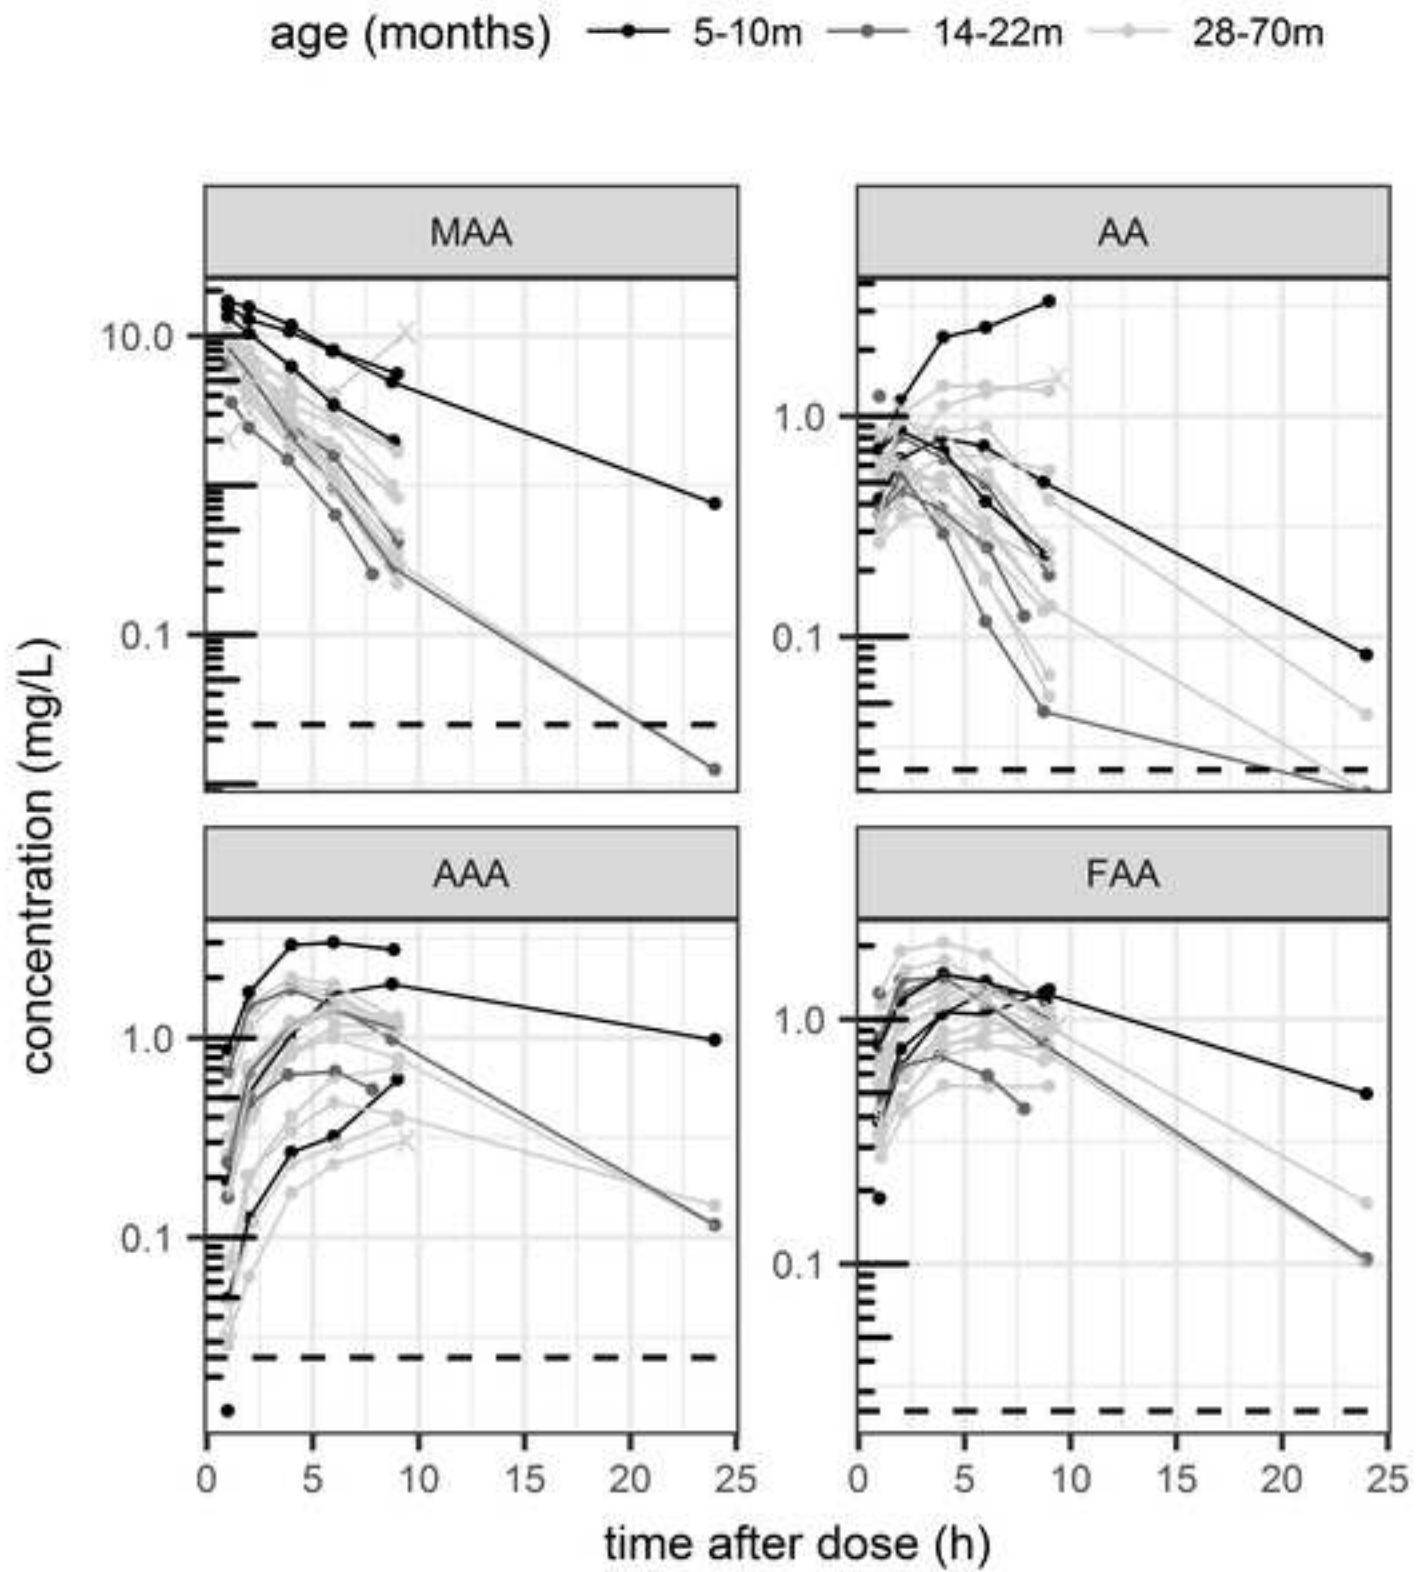 age (months) 5-10m 14-22m 28-70m
MAA AA
10.0
0.1
1.0
0.1
concentration (mg/L)
AAA FAA
1.0
0.1
1.0
0.1
0 5 10 15 20 25 0 5 10 15 20 25
time after dose (h)